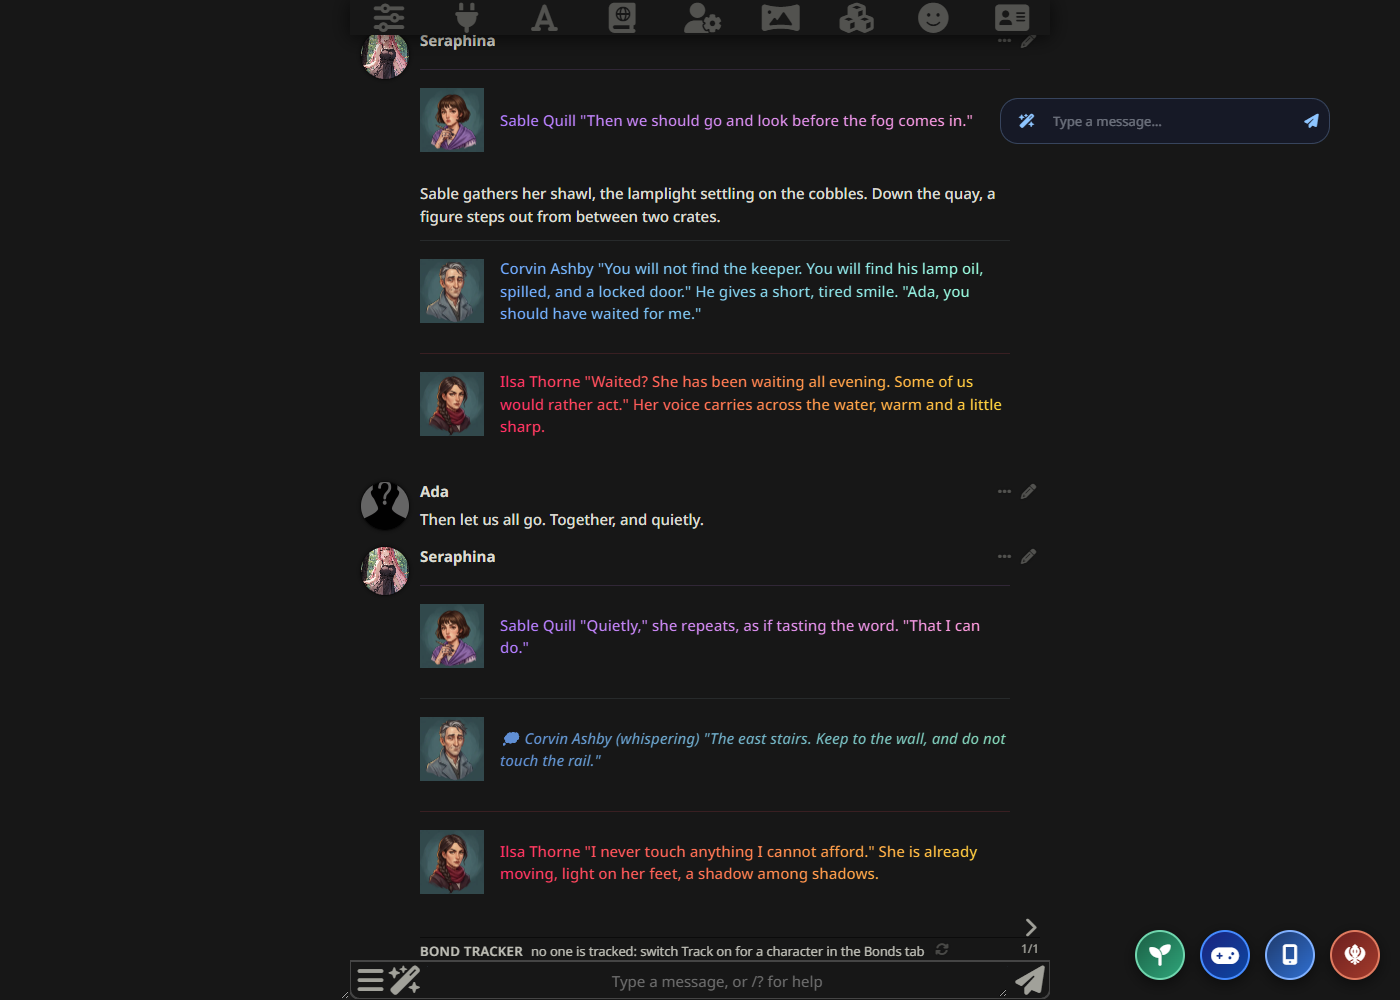 Seraphina
Sable Quill "Then we should go and look before the fog comes in."
Type a message...
Sable gathers her shawl, the lamplight settling on the cobbles. Down the quay, a
figure steps out from between two crates.
Corvin Ashby "You will not find the keeper. You will find his lamp oil,
spilled, and a locked door." He gives a short, tired smile. "Ada, you
should have waited for me."
Ilsa Thorne "Waited? She has been waiting all evening. Some of us
would rather act." Her voice carries across the water, warm and a little
sharp.
Ada
Then let us all go. Together, and quietly.
Seraphina
Sable Quill "Quietly," she repeats, as if tasting the word. "That I can
do."
Corvin Ashby (whispering) "The east stairs. Keep to the wall, and do not
touch the rail."
Ilsa Thorne "I never touch anything I cannot afford." She is already
moving, light on her feet, a shadow among shadows.
BOND TRACKER no one is tracked: switch Track on for a character in the Bonds tab
1/1
Type a message, or /? for help